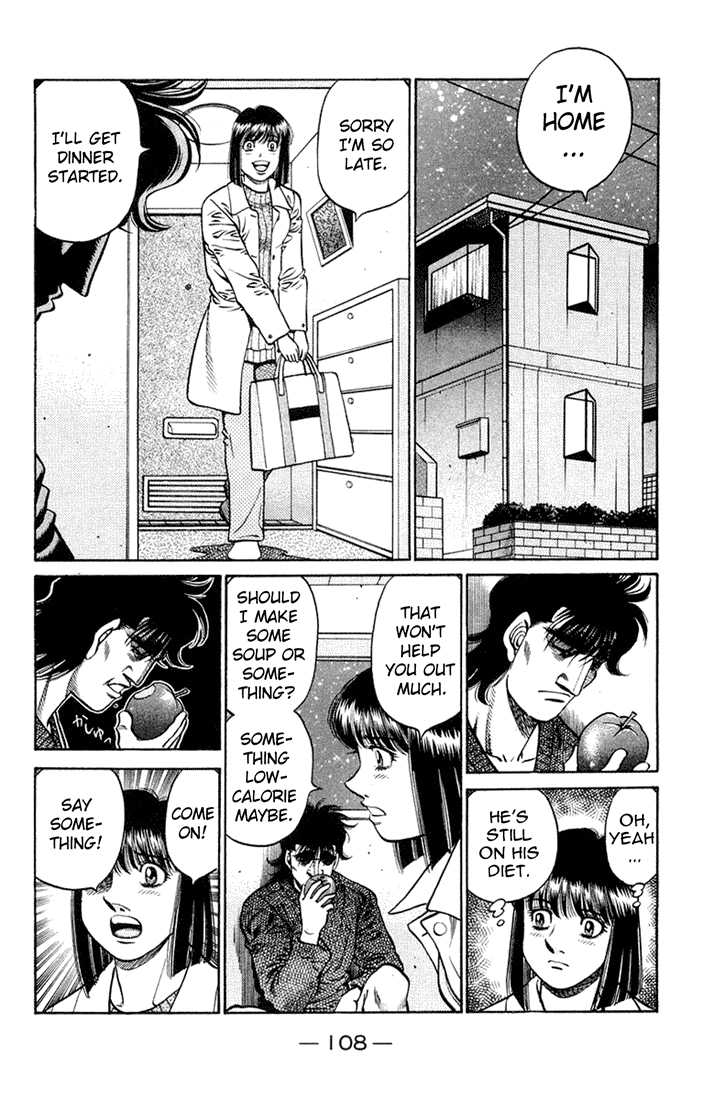 I'M
HOME
...
SORRY
I'M SO
LATE.
I'LL GET
DINNER
STARTED.
THAT
WON'T
HELP
YOU OUT
MUCH.
SHOULD
I MAKE
SOME
SOUP OR
SOME-
THING?
SOME-
THING
LOW-
CALORIE
MAYBE.
OH,
YEAH
...
HE'S
STILL
ON HIS
DIET.
COME
ON!
SAY
SOME-
THING!
— 108 —